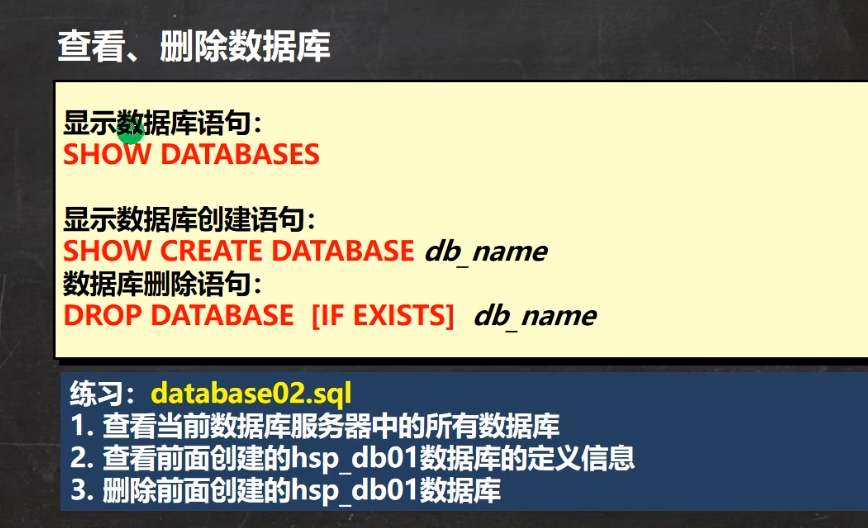 查看、删除数据库
显示数据库语句：
SHOW DATABASES
显示数据库创建语句：
SHOW CREATE DATABASE db_name
数据库删除语句：
DROP DATABASE [IF EXISTS] db_name
练习：database02.sql
1. 查看当前数据库服务器中的所有数据库
2. 查看前面创建的hsp_db01数据库的定义信息
3. 删除前面创建的hsp_db01数据库